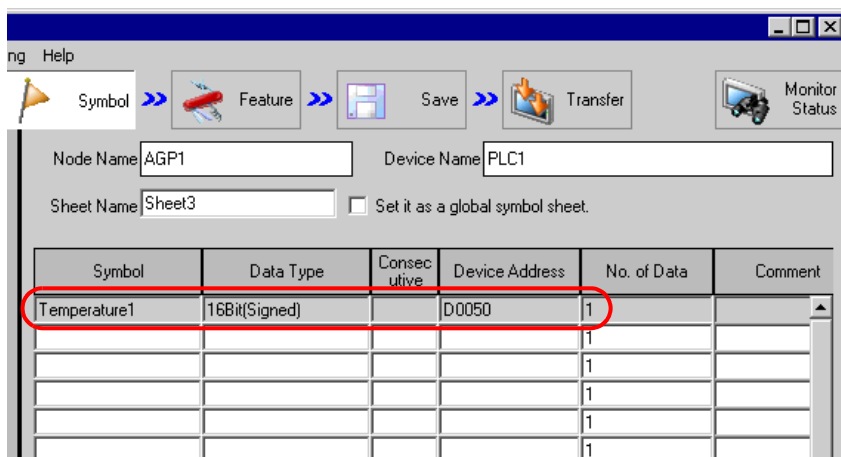 ng Help
Symbol Feature Save Transfer Monitor Status
Node Name AGP1 Device Name PLC1
Sheet Name Sheet3 Set it as a global symbol sheet.
Symbol Data Type Consecutive Device Address No. of Data Comment
Temperature1 16Bit(Signed) D0050 1
1
1
1
1
1